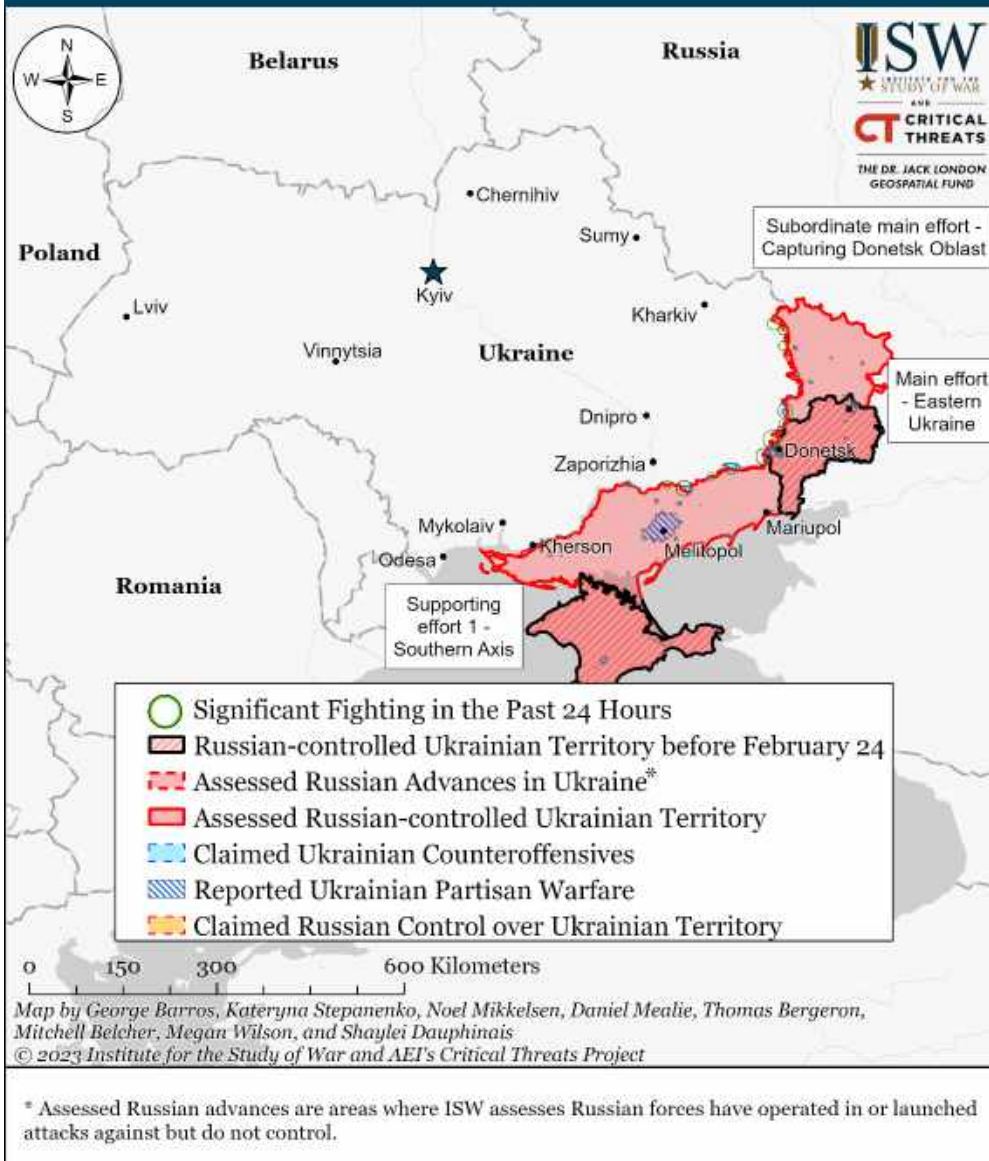 N
W E
S
Belarus
Russia
ISW
INSTITUTE FOR THE
STUDY OF WAR
AND
CT CRITICAL
THREATS
THE DR. JACK LONDON
GEOSPATIAL FUND
Chernihiv
Sumy
Subordinate main effort -
Capturing Donetsk Oblast
Poland
Kyiv
Lviv
Kharkiv
Vinnytsia
Ukraine
Main effort
- Eastern
Ukraine
Dnipro
Donetsk
Zaporizhia
Mykolaiv
Mariupol
Kherson
Melitopol
Odesa
Romania
Supporting
effort 1 -
Southern Axis
Significant Fighting in the Past 24 Hours
Russian-controlled Ukrainian Territory before February 24
Assessed Russian Advances in Ukraine*
Assessed Russian-controlled Ukrainian Territory
Claimed Ukrainian Counteroffensives
Reported Ukrainian Partisan Warfare
Claimed Russian Control over Ukrainian Territory
0 150 300 600 Kilometers
Map by George Barros, Kateryna Stepanenko, Noel Mikkelsen, Daniel Mealie, Thomas Bergeron,
Mitchell Belcher, Megan Wilson, and Shaylei Dauphinais
© 2023 Institute for the Study of War and AEI's Critical Threats Project
* Assessed Russian advances are areas where ISW assesses Russian forces have operated in or launched
attacks against but do not control.